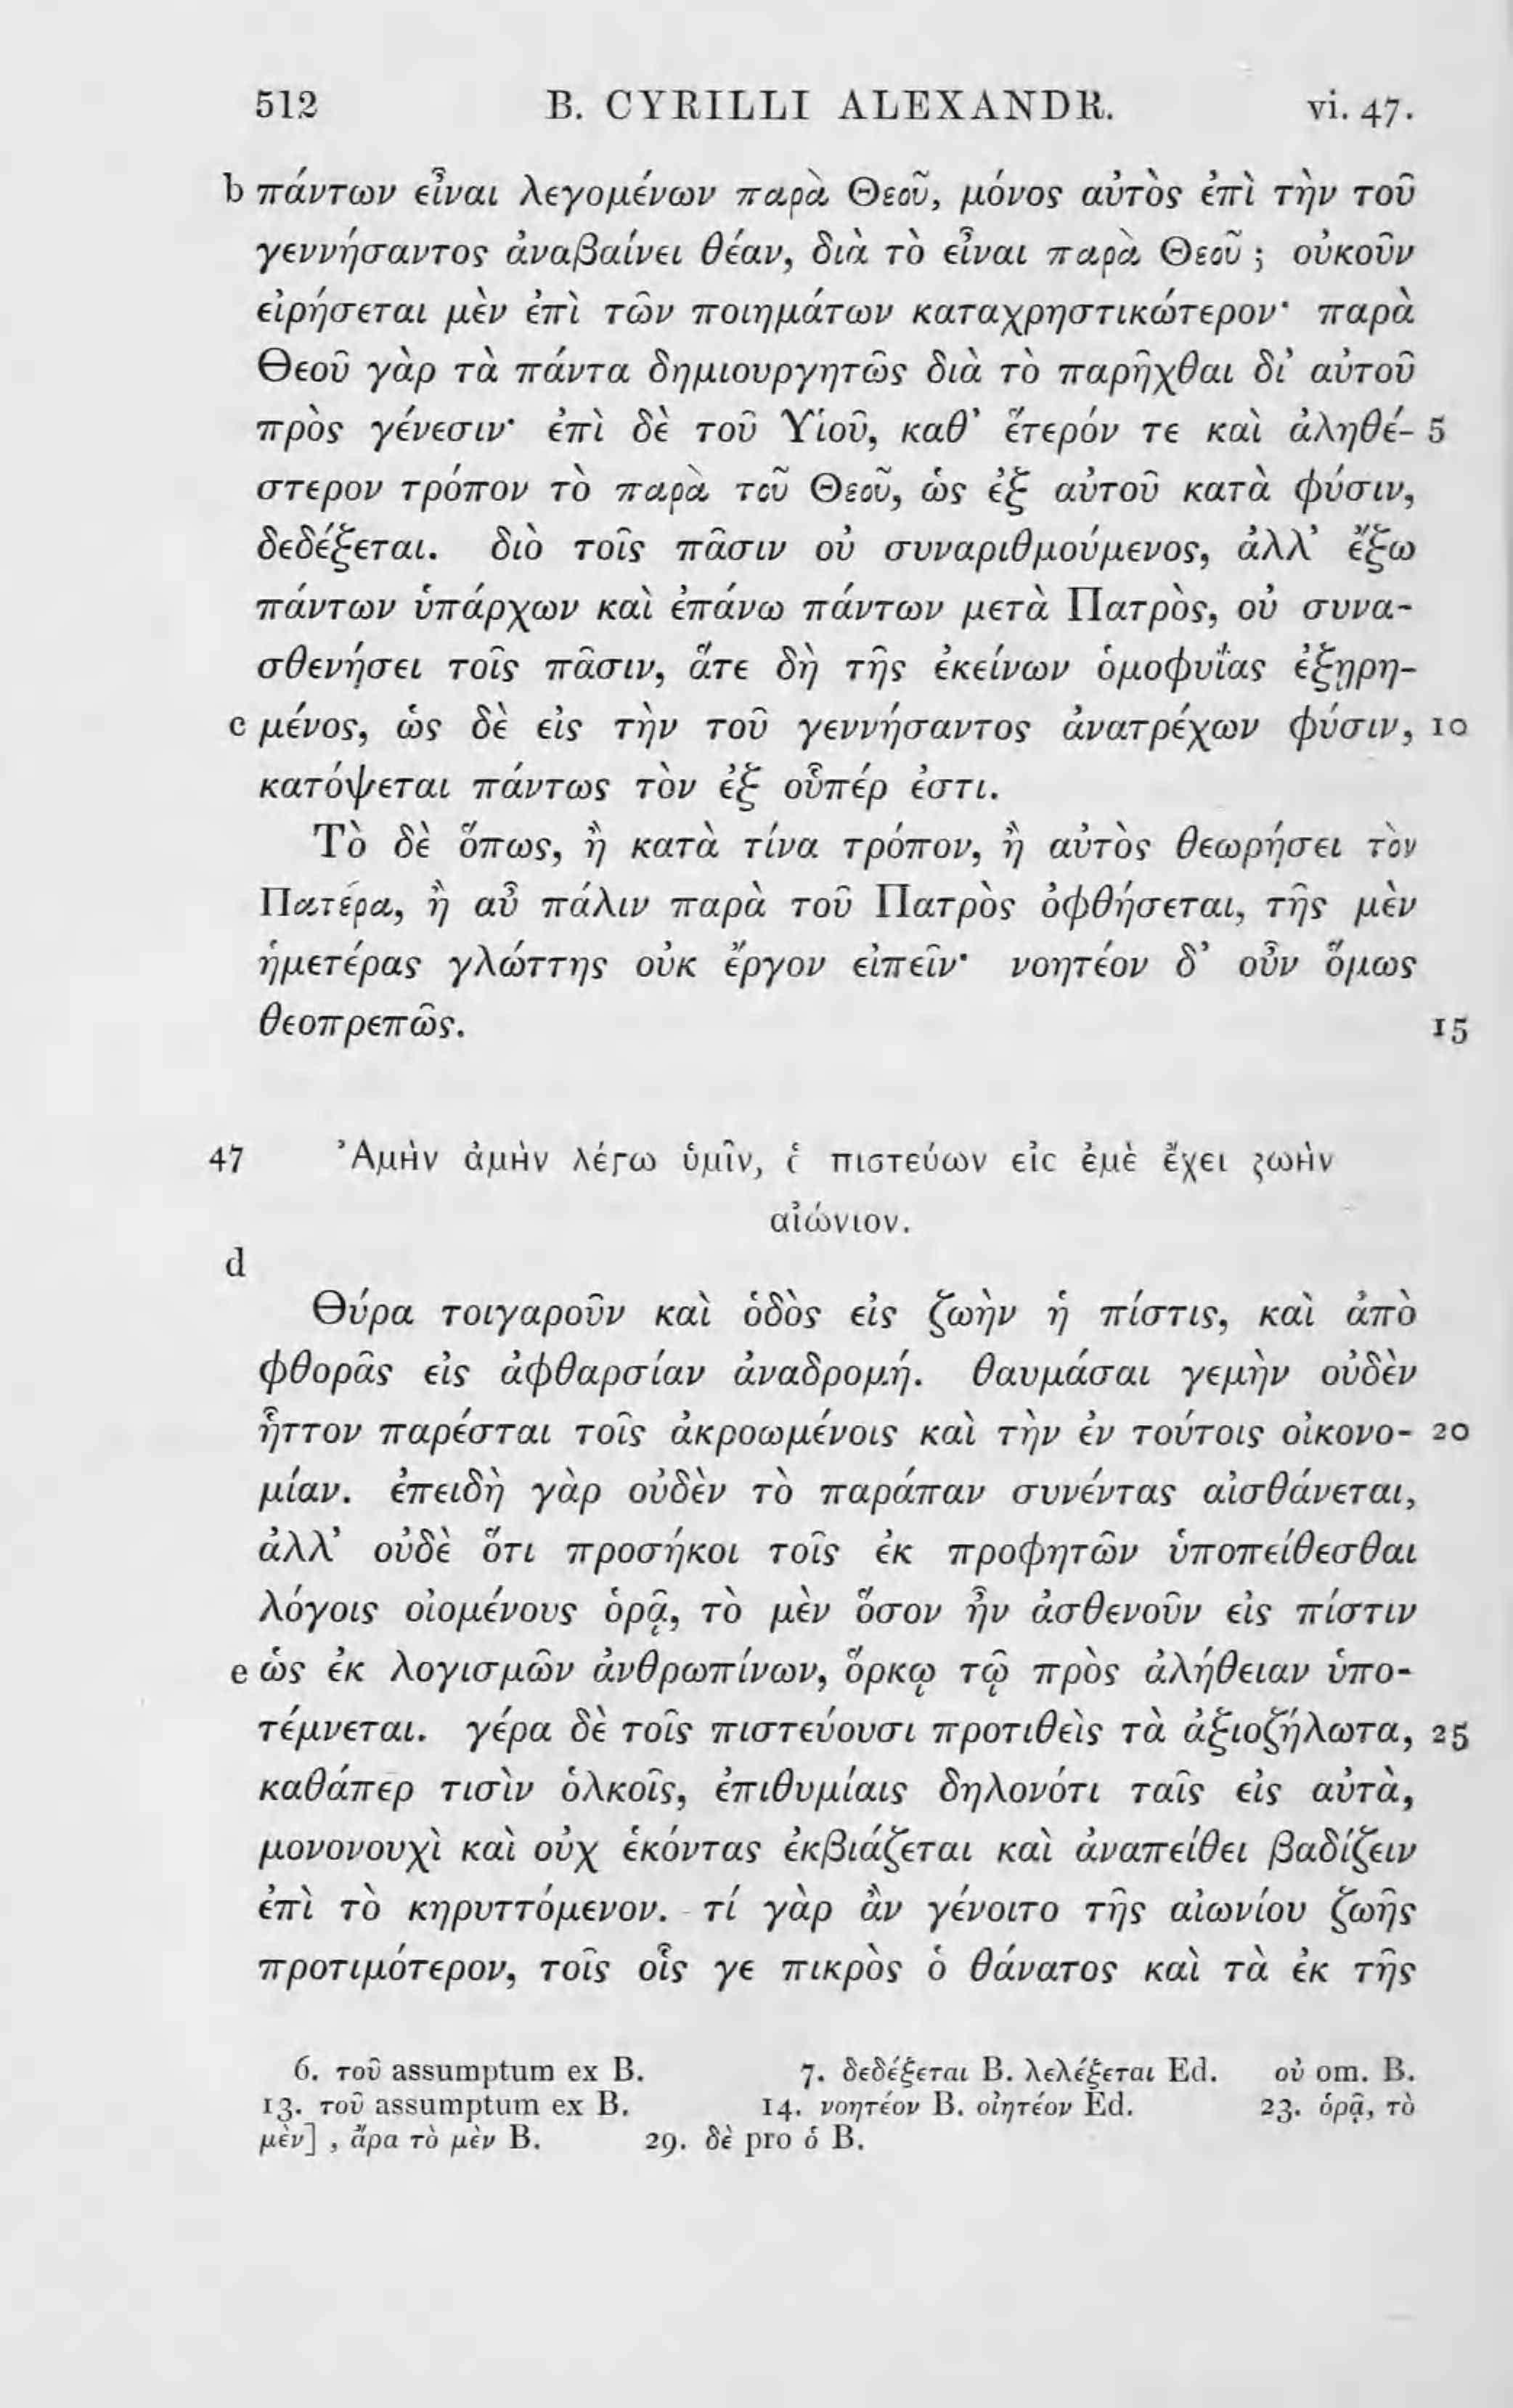 512 B. CYRILLI ALEXANDR. vi. 47.
b πάντων εἶναι λεγομένων παρὰ Θεοῦ, μόνος αὐτὸς ἐπὶ τὴν τοῦ
γεννήσαντος ἀναβαίνει θέαν, διὰ τὸ εἶναι παρὰ Θεοῦ ; οὐκοῦν
εἰρήσεται μὲν ἐπὶ τῶν ποιημάτων καταχρηστικώτερον· παρὰ
Θεοῦ γὰρ τὰ πάντα δημιουργητῶς διὰ τὸ παρῆχθαι δι’ αὐτοῦ
πρὸς γένεσιν· ἐπὶ δὲ τοῦ Υἱοῦ, καθ’ ἕτερόν τε καὶ ἀληθέ- 5
στερον τρόπον τὸ παρὰ τοῦ Θεοῦ, ὡς ἐξ αὐτοῦ κατὰ φύσιν,
δεδέξεται. διὸ τοῖς πᾶσιν οὐ συναριθμούμενος, ἀλλ’ ἔξω
πάντων ὑπάρχων καὶ ἐπάνω πάντων μετὰ Πατρὸς, οὐ συνα-
σθενήσει τοῖς πᾶσιν, ἅτε δὴ τῆς ἐκείνων ὁμοφυΐας ἐξῃρη-
c μένος, ὡς δὲ εἰς τὴν τοῦ γεννήσαντος ἀνατρέχων φύσιν, 10
κατόψεται πάντως τὸν ἐξ οὗπέρ ἐστι.
Τὸ δὲ ὅπως, ἢ κατὰ τίνα τρόπον, ἢ αὐτὸς θεωρήσει τὸν
Πατέρα, ἢ αὖ πάλιν παρὰ τοῦ Πατρὸς ὀφθήσεται, τῆς μὲν
ἡμετέρας γλώττης οὐκ ἔργον εἰπεῖν· νοητέον δ’ οὖν ὅμως
θεοπρεπῶς. 15
47 Ἀμὴν ἀμὴν λέγω ὑμῖν, ὁ πιστεύων εἰς ἐμὲ ἔχει ζωὴν
αἰώνιον.
d
Θύρα τοιγαροῦν καὶ ὁδὸς εἰς ζωὴν ἡ πίστις, καὶ ἀπὸ
φθορᾶς εἰς ἀφθαρσίαν ἀναδρομή. θαυμάσαι γεμὴν οὐδὲν
ἧττον παρέσται τοῖς ἀκροωμένοις καὶ τὴν ἐν τούτοις οἰκονο- 20
μίαν. ἐπειδὴ γὰρ οὐδὲν τὸ παράπαν συνέντας αἰσθάνεται,
ἀλλ’ οὐδὲ ὅτι προσήκοι τοῖς ἐκ προφητῶν ὑποπείθεσθαι
λόγοις οἰομένους ὁρᾷ, τὸ μὲν ὅσον ἦν ἀσθενοῦν εἰς πίστιν
e ὡς ἐκ λογισμῶν ἀνθρωπίνων, ὅρκῳ τῷ πρὸς ἀλήθειαν ὑπο-
τέμνεται. γέρα δὲ τοῖς πιστεύουσι προτιθεὶς τὰ ἀξιοζήλωτα, 25
καθάπερ τισὶν ὁλκοῖς, ἐπιθυμίαις δηλονότι ταῖς εἰς αὐτὰ,
μονονουχὶ καὶ οὐχ ἑκόντας ἐκβιάζεται καὶ ἀναπείθει βαδίζειν
ἐπὶ τὸ κηρυττόμενον. τί γὰρ ἂν γένοιτο τῆς αἰωνίου ζωῆς
προτιμότερον, τοῖς οἷς γε πικρὸς ὁ θάνατος καὶ τὰ ἐκ τῆς
6. τοῦ assumptum ex B. 7. δεδέξεται B. λελέξεται Ed. οὐ om. B.
13. τοῦ assumptum ex B. 14. νοητέον B. οἰητέον Ed. 23. ὁρᾷ, τὸ
μὲν] , ἄρα τὸ μὲν B. 29. δὲ pro ὁ B.